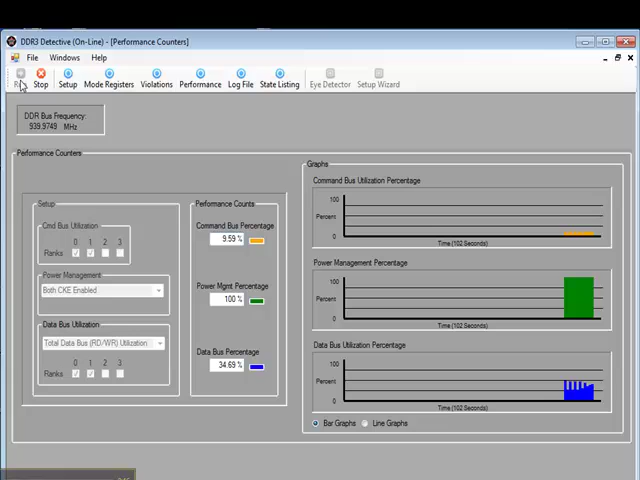 DDR3 Detective (On-Line) - [Performance Counters]
File Windows Help
Stop Setup Mode Registers Violations Performance Log File State Listing Eye Detector Setup Wizard
DDR Bus Frequency:
939.9749 MHz
Performance Counters
Setup
Cmd Bus Utilization
0 1 2 3
Ranks
Power Management
Both CKE Enabled
Data Bus Utilization
Total Data Bus (RD/WR) Utilization
0 1 2 3
Ranks
Performance Counts
Command Bus Percentage
9.59 %
Power Mgmt Percentage
100 %
Data Bus Percentage
34.69 %
Graphs
Command Bus Utilization Percentage
100
Percent
0
Time (102 Seconds)
Power Management Percentage
100
Percent
0
Time (102 Seconds)
Data Bus Utilization Percentage
100
Percent
0
Time (102 Seconds)
Bar Graphs Line Graphs